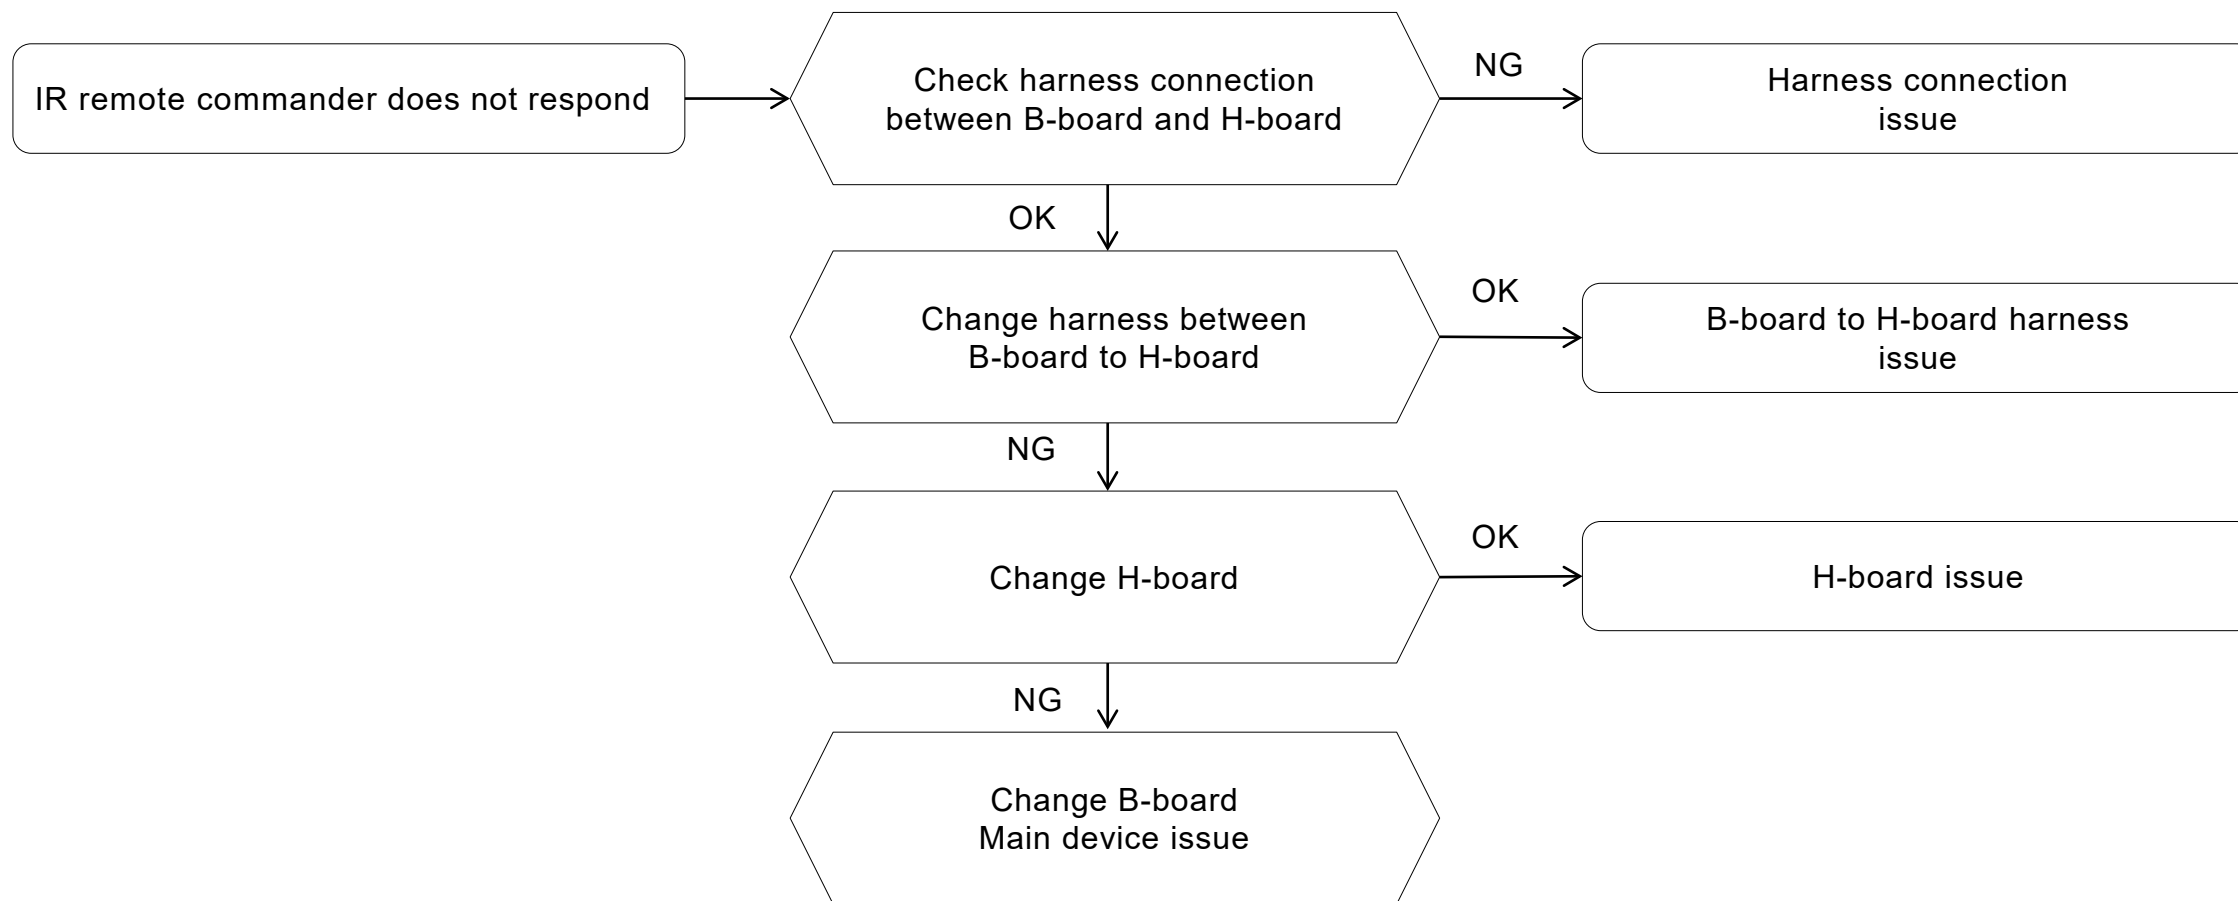 IR remote commander does not respond
Check harness connection
between B-board and H-board
NG
Harness connection
issue
OK
Change harness between
B-board to H-board
OK
B-board to H-board harness
issue
NG
Change H-board
OK
H-board issue
NG
Change B-board
Main device issue